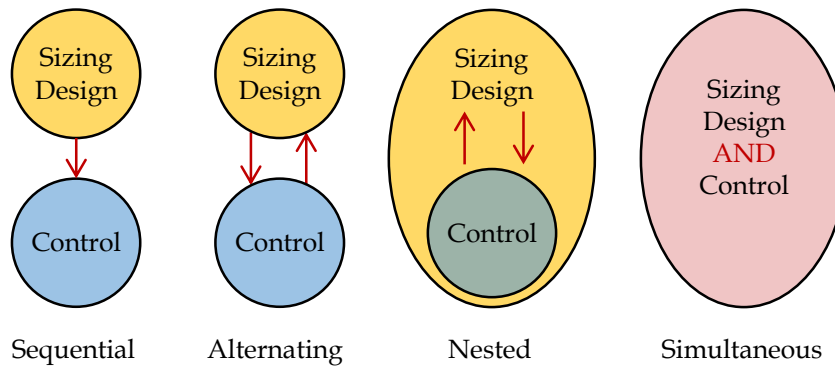 Sizing
Design
Control
Sequential
Sizing
Design
Control
Alternating
Sizing
Design
Control
Nested
Sizing
Design
AND
Control
Simultaneous